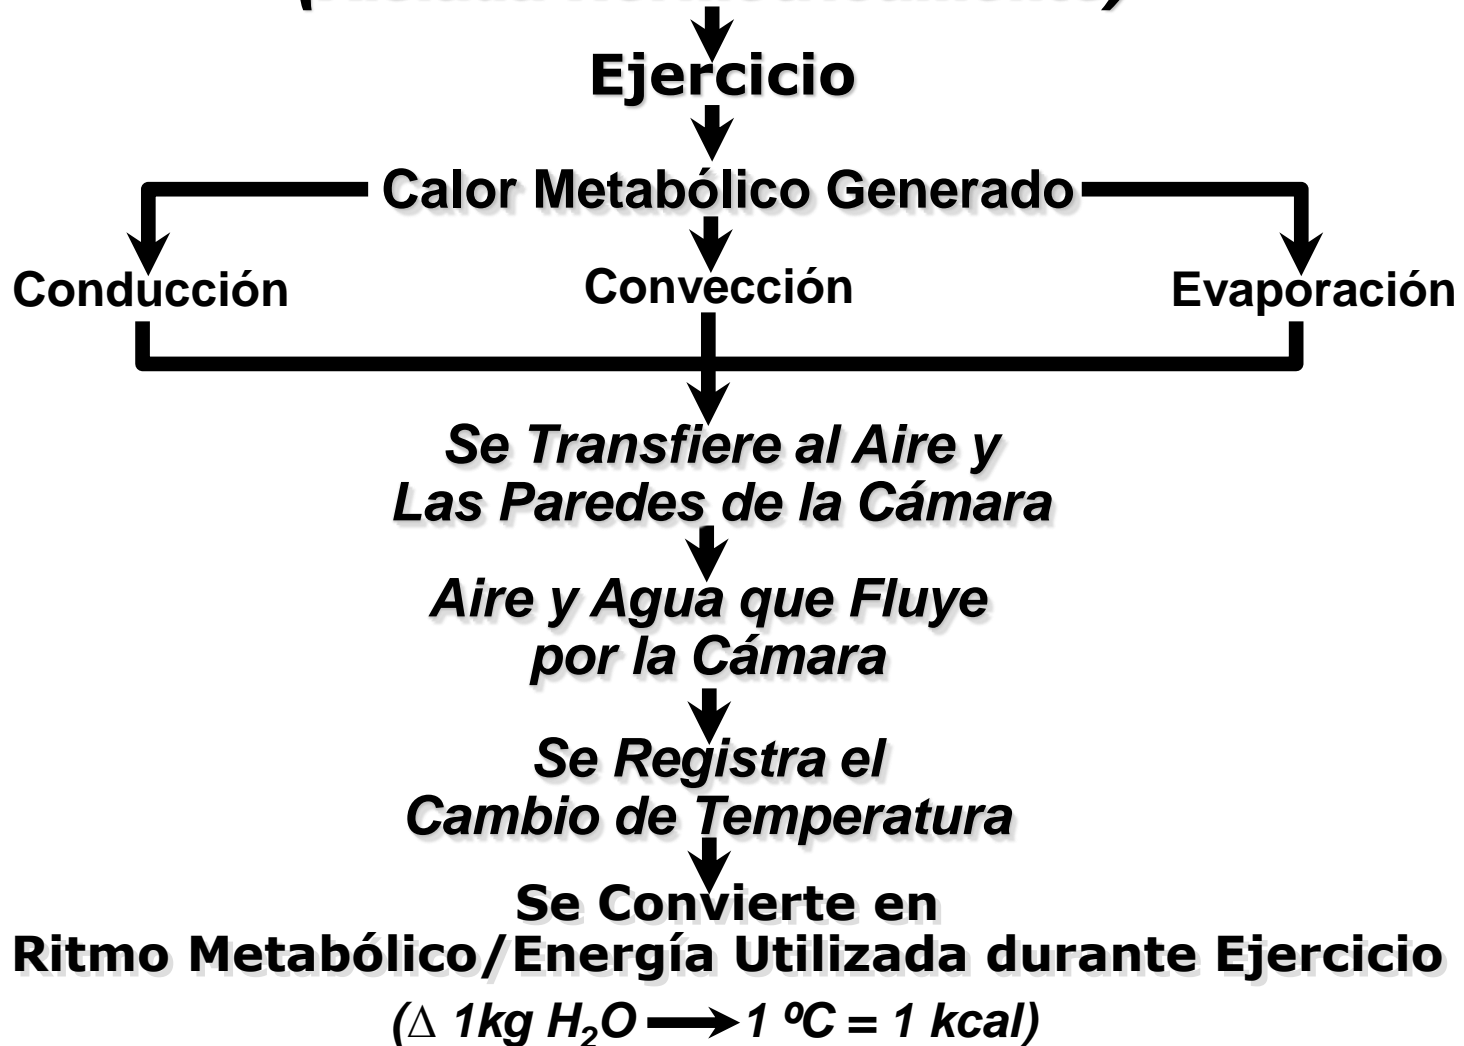 Ejercicio
Calor Metabólico Generado
Conducción Convección Evaporación
Se Transfiere al Aire y
Las Paredes de la Cámara
Aire y Agua que Fluye
por la Cámara
Se Registra el
Cambio de Temperatura
Se Convierte en
Ritmo Metabólico/Energía Utilizada durante Ejercicio
(∆ 1kg H₂O → 1 ºC = 1 kcal)